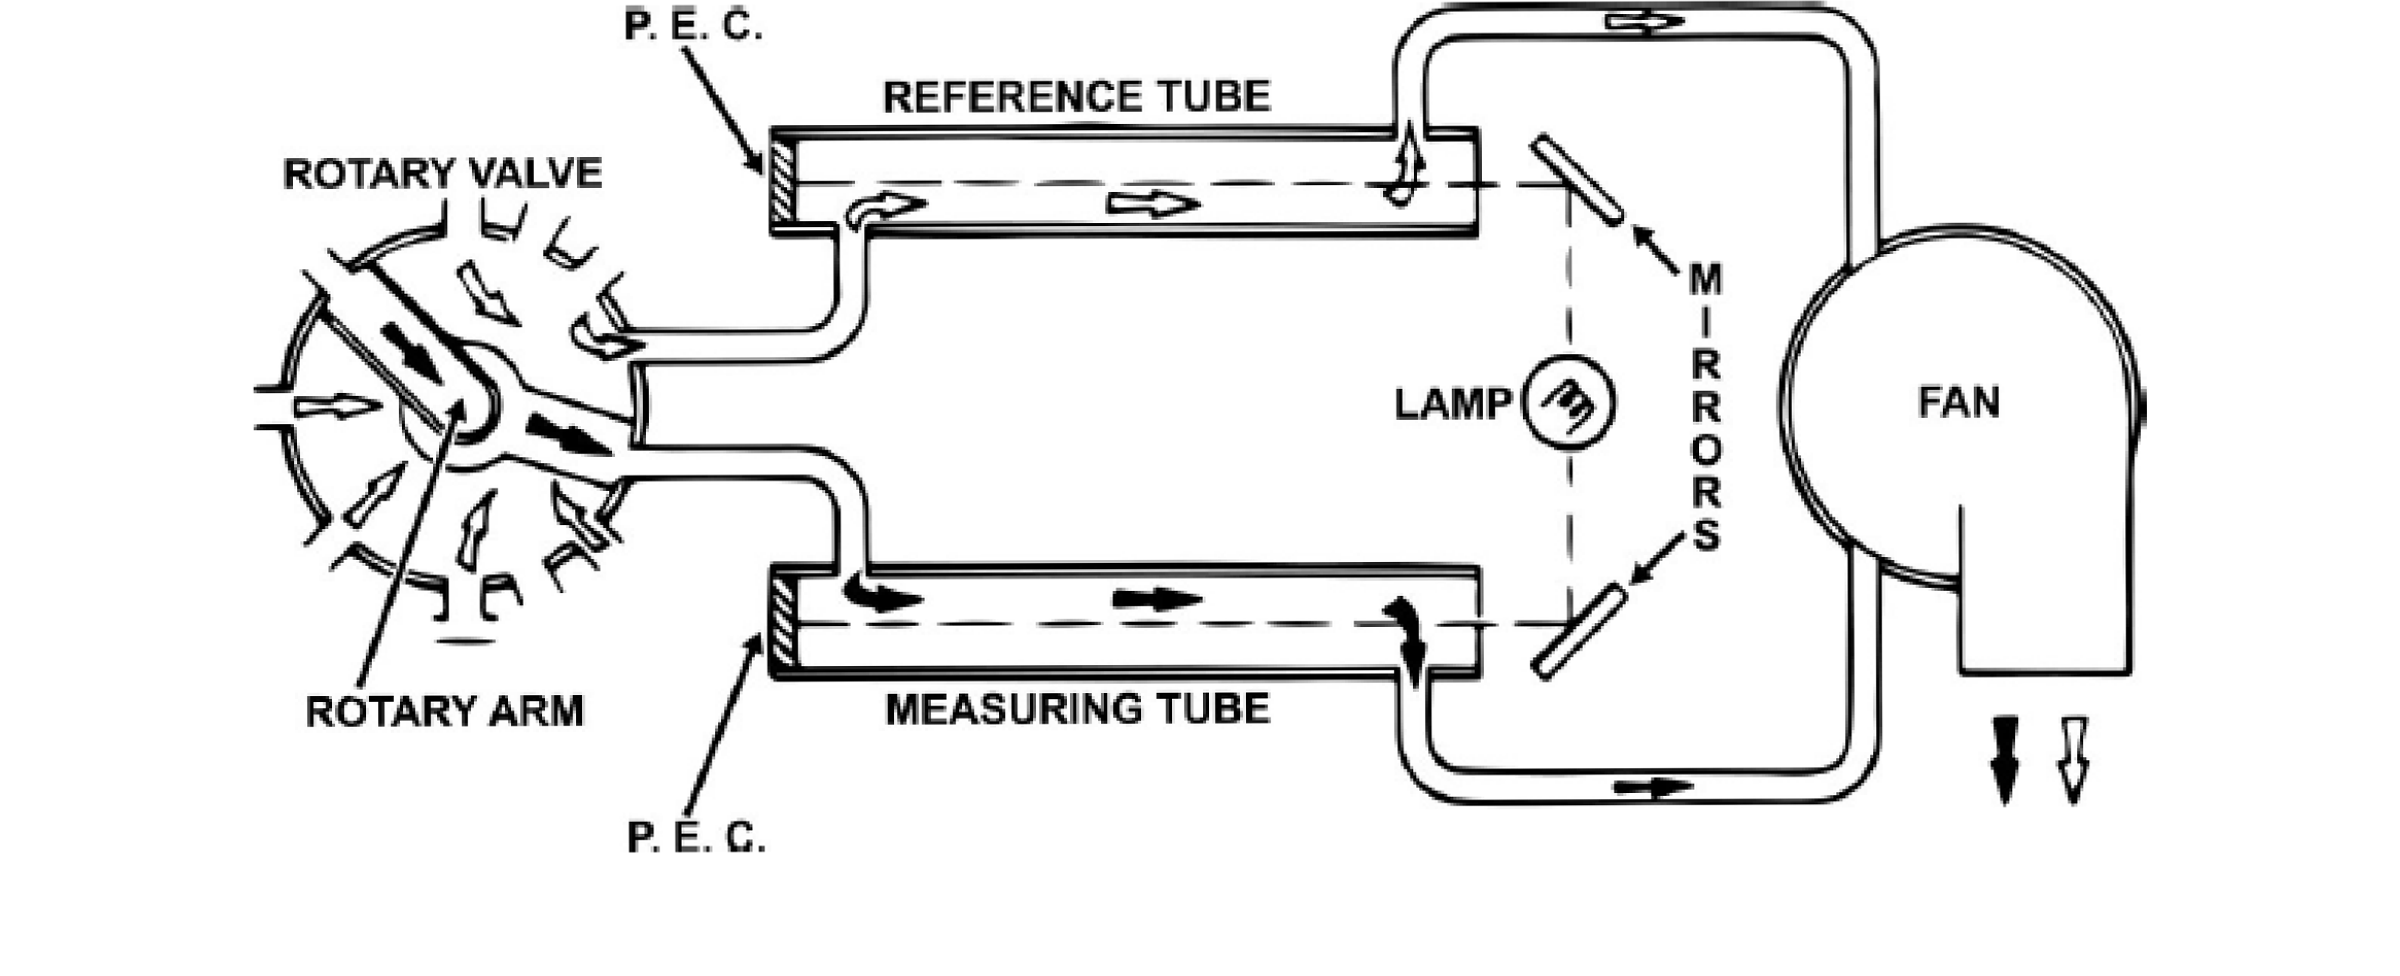 P. E. C.
REFERENCE TUBE
ROTARY VALVE
MIRRORS
LAMP
FAN
ROTARY ARM
MEASURING TUBE
P. E. C.